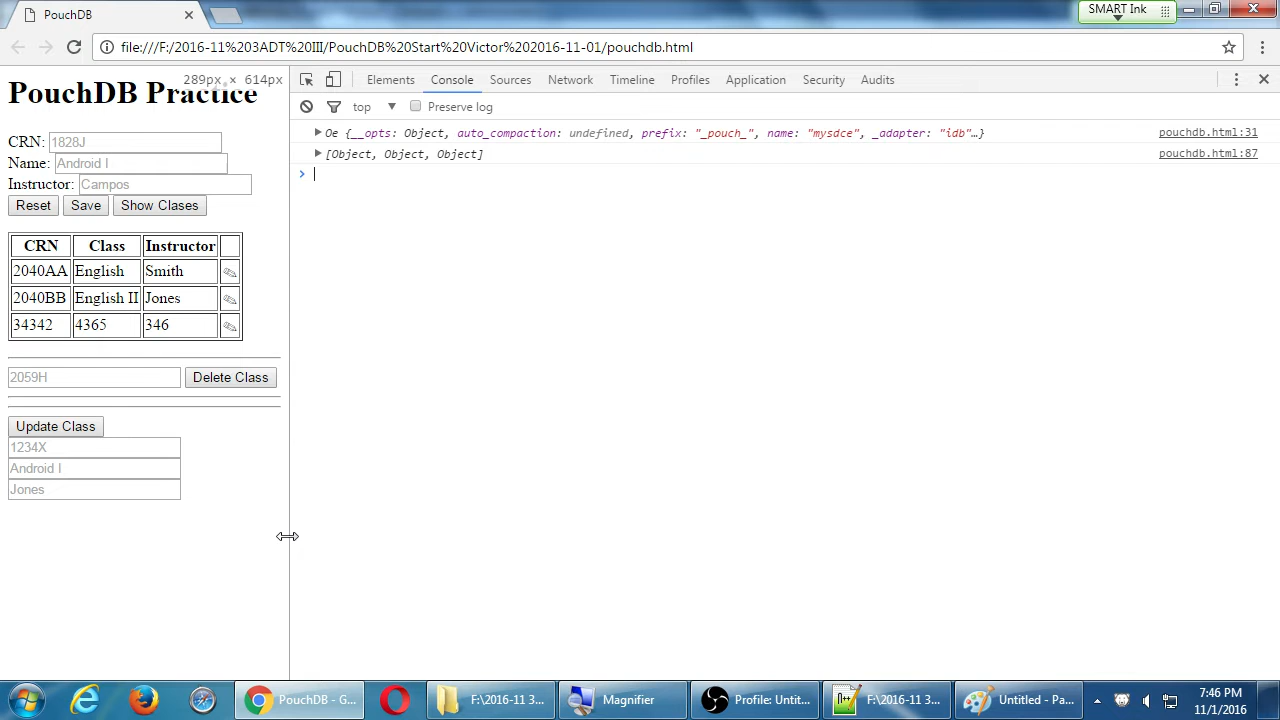 PouchDB
SMART Ink
file:///F:/2016-11%203ADT%20III/PouchDB%20Start%20Victor%202016-11-01/pouchdb.html
289px × 614px
Elements Console Sources Network Timeline Profiles Application Security Audits
top ▼ Preserve log
PouchDB Practice
CRN: 1828J
Name: Android I
Instructor: Campos
Reset Save Show Clases
CRN Class Instructor
2040AA English Smith
2040BB English II Jones
34342 4365 346
2059H Delete Class
Update Class
1234X
Android I
Jones
Oe {__opts: Object, auto_compaction: undefined, prefix: "_pouch_", name: "mysdce", _adapter: "idb"…} pouchdb.html:31
[Object, Object, Object] pouchdb.html:87
PouchDB - G... F:\2016-11 3... Magnifier Profile: Untit... F:\2016-11 3... Untitled - Pa...
7:46 PM
11/1/2016